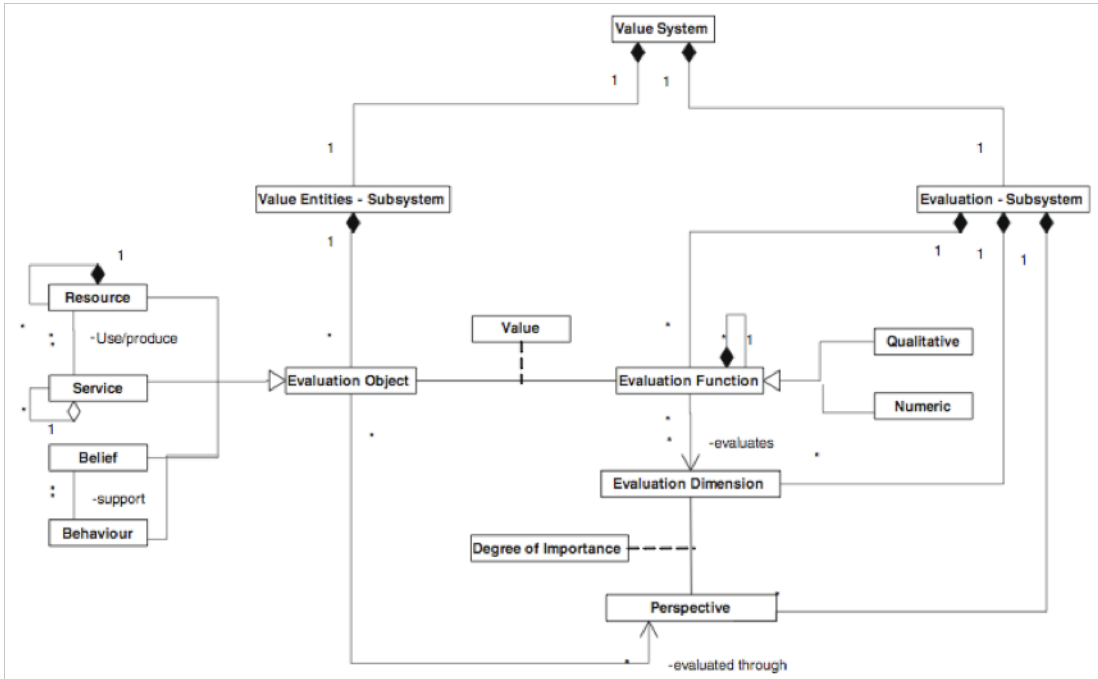 Value System
1
1
1
1
Value Entities - Subsystem
Evaluation - Subsystem
1
1
1
1
1
Resource
*
*
*
-Use/produce
Value
*
*
*
1
Qualitative
Service
Evaluation Object
Evaluation Function
*
1
Numeric
*
*
*
-evaluates
*
Belief
*
*
-support
Evaluation Dimension
Behaviour
Degree of Importance
*
Perspective
*
-evaluated through